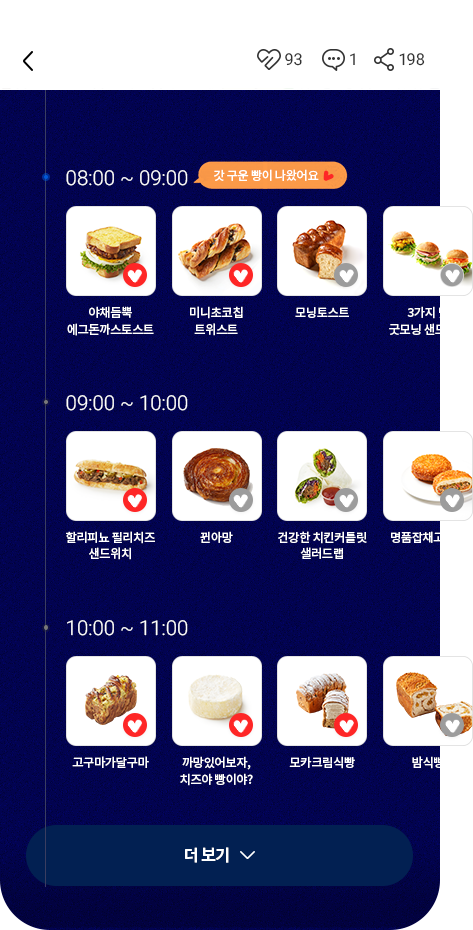 93
1
198
08:00 ~ 09:00
갓 구운 빵이 나왔어요
야채듬뿍
에그돈까스토스트
미니초코칩
트위스트
모닝토스트
3가지
굿모닝
09:00 ~ 10:00
할리피뇨 필리치즈
샌드위치
뀐아망
건강한 치킨커틀릿
샐러드랩
명품잡채고
10:00 ~ 11:00
고구마가달구마
까망있어보자,
치즈야 빵이야?
모카크림식빵
밤식빵
더 보기